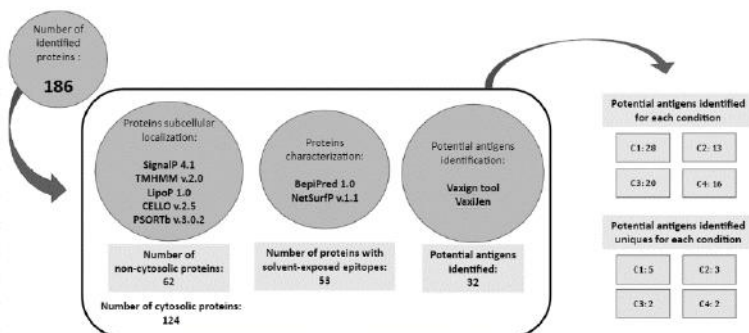 Number of
identified
proteins :
186
Proteins subcellular
localization:
SignalP 4.1
TMHMM v.2.0
LipoP 1.0
CELLO v.2.5
PSORTb v.3.0.2
Number of
non-cytosolic proteins:
62
Number of cytosolic proteins:
124
Proteins
characterization:
BepiPred 1.0
NetSurfP v.1.1
Number of proteins with
solvent-exposed epitopes:
53
Potential antigens
identification:
Vaxign tool
VaxiJen
Potential antigens
identified:
32
Potential antigens identified
for each condition
C1: 28
C2: 13
C3: 20
C4: 16
Potential antigens identified
uniques for each condition
C1: 5
C2: 3
C3: 2
C4: 2